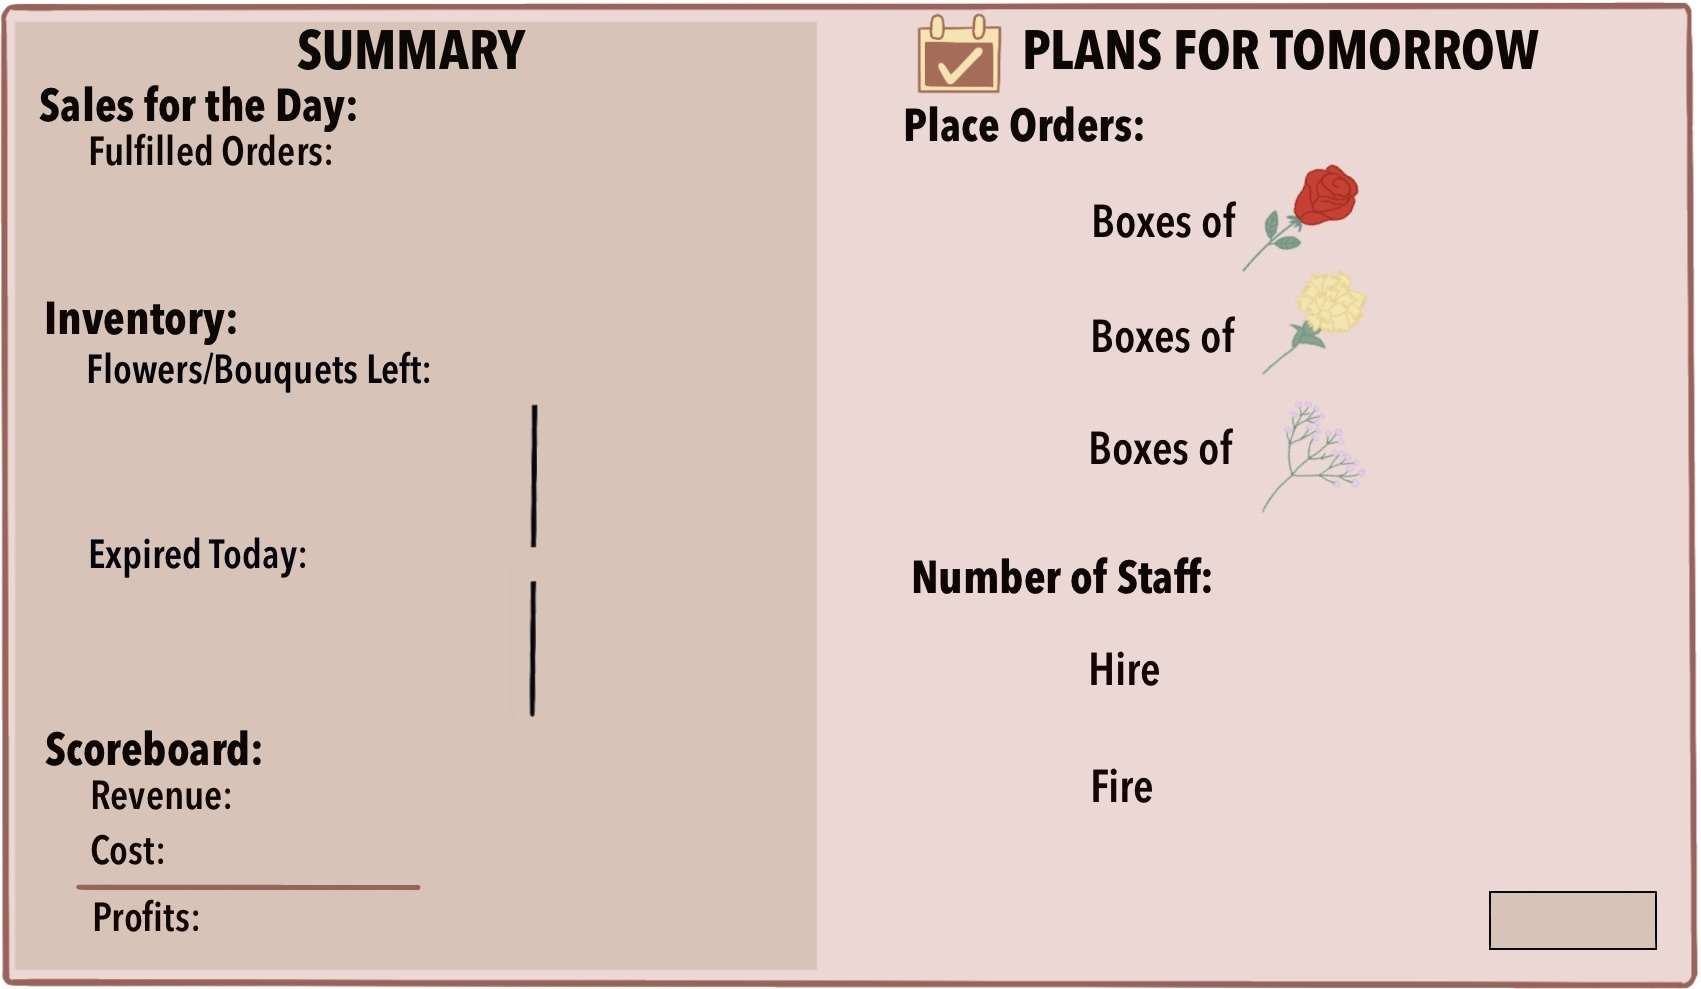 SUMMARY
Sales for the Day:
Fulfilled Orders:
Inventory:
Flowers/Bouquets Left:
Expired Today:
Scoreboard:
Revenue:
Cost:
Profits:
PLANS FOR TOMORROW
Place Orders:
Boxes of
Boxes of
Boxes of
Number of Staff:
Hire
Fire